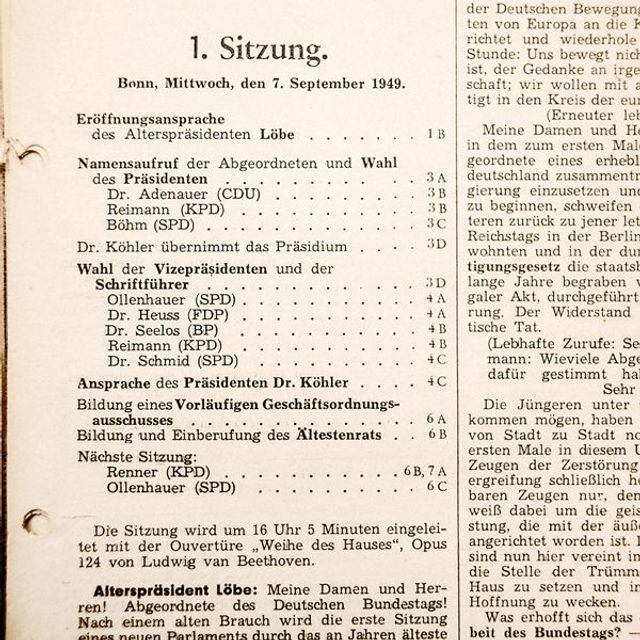 1. Sitzung.
Bonn, Mittwoch, den 7. September 1949.
Eröffnungsansprache
des Alterspräsidenten Löbe . . . . . . . 1 B
Namensaufruf der Abgeordneten und Wahl
des Präsidenten . . . . . . . . . . . 3 A
Dr. Adenauer (CDU) . . . . . . . . . 3 B
Reimann (KPD) . . . . . . . . . . . 3 B
Böhm (SPD) . . . . . . . . . . . . 3 C
Dr. Köhler übernimmt das Präsidium . . . . 3 D
Wahl der Vizepräsidenten und der
Schriftführer . . . . . . . . . . . . 3 D
Ollenhauer (SPD) . . . . . . . . . . 4 A
Dr. Heuss (FDP) . . . . . . . . . . 4 A
Dr. Seelos (BP) . . . . . . . . . . 4 B
Reimann (KPD) . . . . . . . . . . . 4 B
Dr. Schmid (SPD) . . . . . . . . . . 4 C
Ansprache des Präsidenten Dr. Köhler . . . . 4 C
Bildung eines Vorläufigen Geschäftsordnungs-
ausschusses . . . . . . . . . . . . . 6 A
Bildung und Einberufung des Ältestenrats . . 6 B
Nächste Sitzung:
Renner (KPD) . . . . . . . . . . . 6 B, 7 A
Ollenhauer (SPD) . . . . . . . . . . 6 C
Die Sitzung wird um 16 Uhr 5 Minuten eingelei-
tet mit der Ouvertüre „Weihe des Hauses“, Opus
124 von Ludwig van Beethoven.
Alterspräsident Löbe: Meine Damen und Her-
ren! Abgeordnete des Deutschen Bundestags!
Nach einem alten Brauch wird die erste Sitzung
eines neuen Parlaments durch das an Jahren älteste
der Deutschen Bewegung
ten von Europa an die
richtet und wiederhole
Stunde: Uns bewegt
ist, der Gedanke an
schaft; wir wollen mit
tigt in den Kreis der
(Erneuter
Meine Damen und
in dem zum ersten Male
geordnete eines
deutschland
gierung einzusetzen und
zu beginnen, schweifen
teren zurück zu jener
Reichstags in der
wohnten und in der
tigungsgesetz die
lange Jahre begraben
galer Akt, durchgeführt
rung. Der Widerstand
tische Tat.
(Lebhafte Zurufe:
mann: Wieviele
dafür gestimmt
Sehr
Die Jüngeren unter
kommen mögen, haben
von Stadt zu Stadt
ersten Male in diesem
Zeugen der Zerstörung
ergreifung schließlich
baren Zeugen nur,
weiß dabei um die
stung, die mit der
angerichtet worden ist.
sind nun hier vereint
die Stelle der
Haus zu setzen und
Hoffnung zu wecken.
Was erhofft sich das
beit des Bundestags?